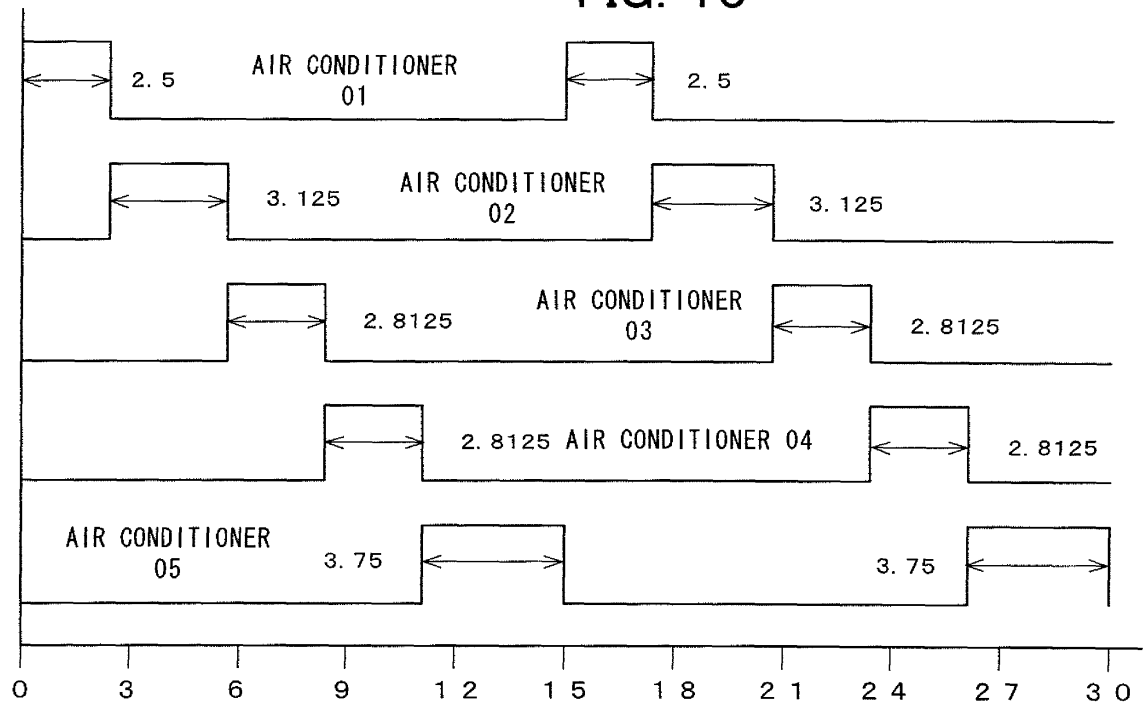 FIG. 10
AIR CONDITIONER
01
2. 5
2. 5
AIR CONDITIONER
02
3. 125
3. 125
AIR CONDITIONER
03
2. 8125
2. 8125
2. 8125 AIR CONDITIONER 04
2. 8125
AIR CONDITIONER
05
3. 75
3. 75
0 3 6 9 12 15 18 21 24 27 30